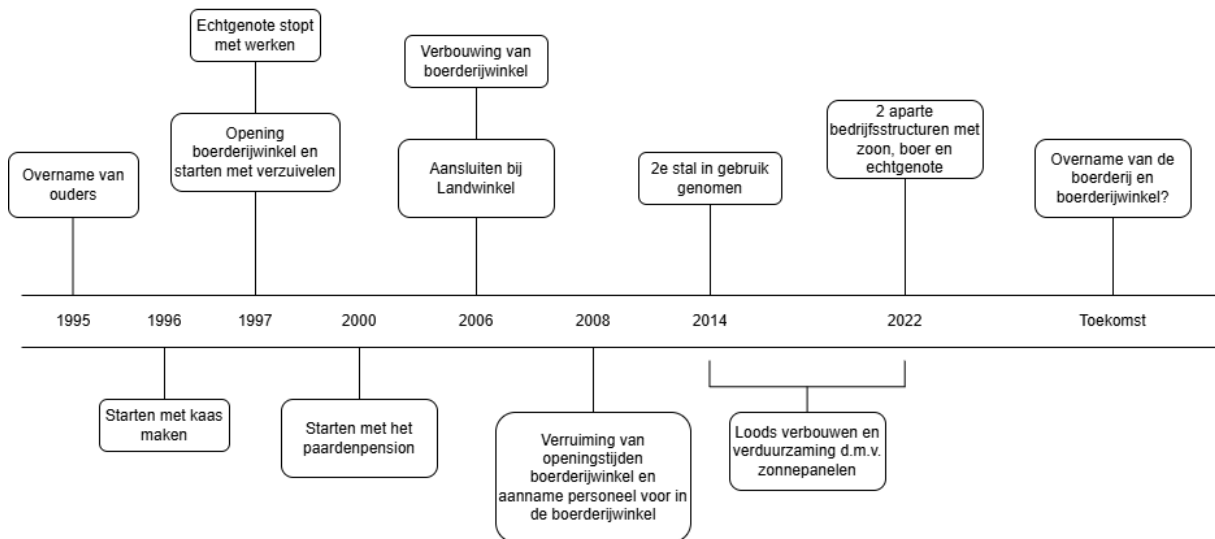 Echtgenote stopt
met werken
Verbouwing van
boerderijwinkel
Overname van
ouders
Opening
boerderijwinkel en
starten met verzuivelen
Aansluiten bij
Landwinkel
2e stal in gebruik
genomen
2 aparte
bedrijfsstructuren met
zoon, boer en
echtgenote
Overname van de
boerderij en
boerderijwinkel?
1995
1996
1997
2000
2006
2008
2014
2022
Toekomst
Starten met kaas
maken
Starten met het
paardenpension
Verruiming van
openingstijden
boerderijwinkel en
aanname personeel voor in
de boerderijwinkel
Loods verbouwen en
verduurzaming d.m.v.
zonnepanelen